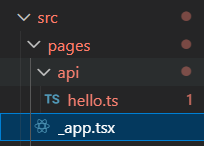 src
pages
api
TS hello.ts 1
_app.tsx